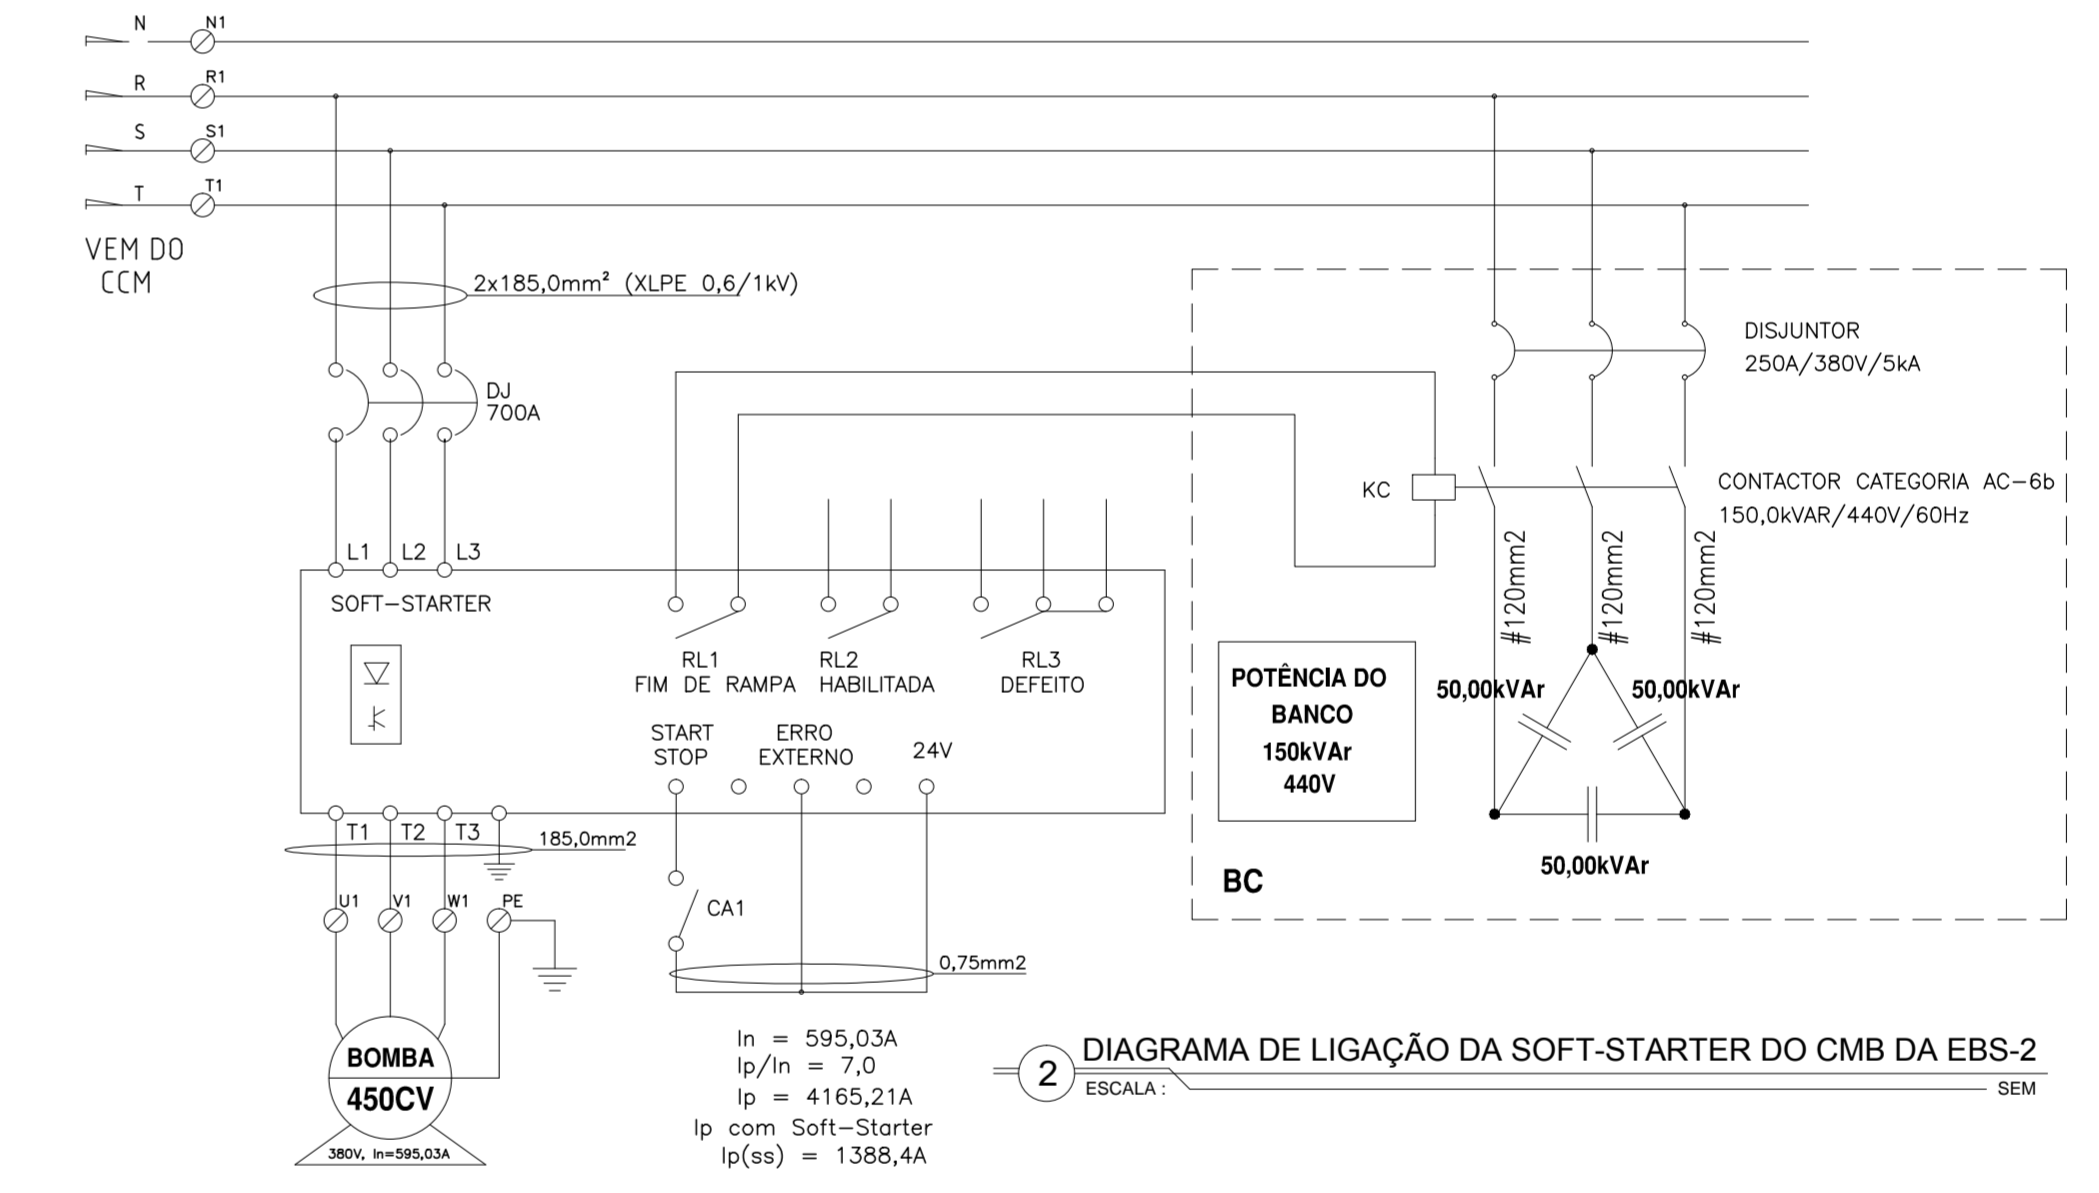 N
N1
R
R1
S
S1
T
T1
VEM DO
CCM
2x185,0mm² (XLPE 0,6/1kV)
DJ
700A
DISJUNTOR
250A/380V/5kA
KC
CONTACTOR CATEGORIA AC-6b
150,0kVAR/440V/60Hz
#120mm2
#120mm2
#120mm2
L1
L2
L3
SOFT-STARTER
RL1
FIM DE RAMPA
RL2
HABILITADA
RL3
DEFEITO
START
STOP
ERRO
EXTERNO
24V
POTÊNCIA DO
BANCO
150kVAr
440V
50,00kVAr
50,00kVAr
50,00kVAr
BC
T1
T2
T3
185,0mm2
U1
V1
W1
PE
CA1
0,75mm2
BOMBA
450CV
380V, In=595,03A
In = 595,03A
Ip/In = 7,0
Ip = 4165,21A
Ip com Soft-Starter
Ip(ss) = 1388,4A
2
DIAGRAMA DE LIGAÇÃO DA SOFT-STARTER DO CMB DA EBS-2
ESCALA :
SEM